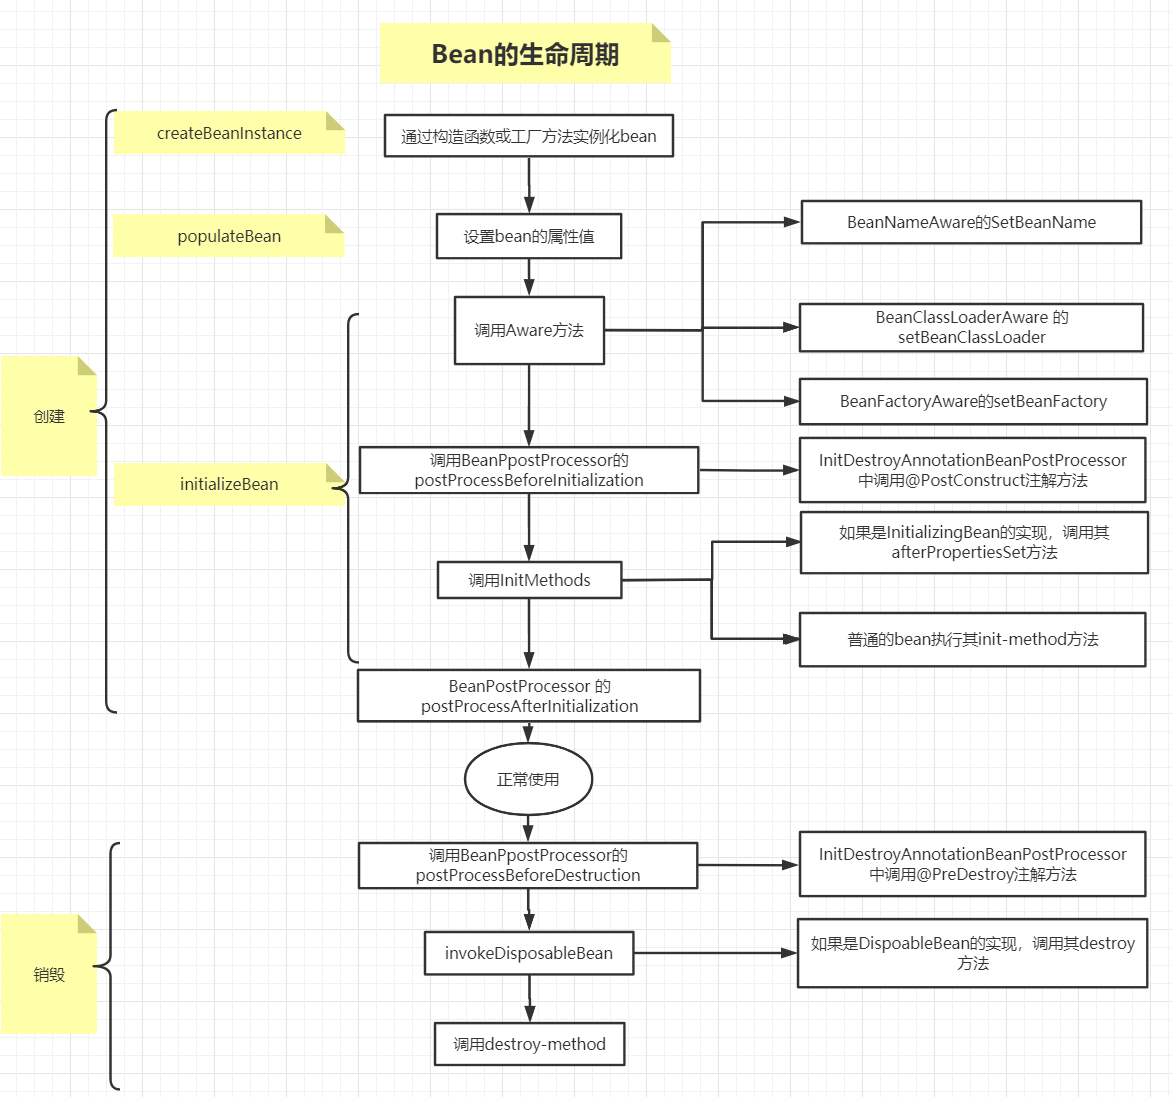 Bean的生命周期
createBeanInstance
通过构造函数或工厂方法实例化bean
populateBean
设置bean的属性值
BeanNameAware的SetBeanName
调用Aware方法
BeanClassLoaderAware 的
setBeanClassLoader
BeanFactoryAware的setBeanFactory
创建
initializeBean
调用BeanPpostProcessor的
postProcessBeforeInitialization
InitDestroyAnnotationBeanPostProcessor
中调用@PostConstruct注解方法
调用InitMethods
如果是InitializingBean的实现，调用其
afterPropertiesSet方法
普通的bean执行其init-method方法
BeanPostProcessor 的
postProcessAfterInitialization
正常使用
销毁
调用BeanPpostProcessor的
postProcessBeforeDestruction
InitDestroyAnnotationBeanPostProcessor
中调用@PreDestroy注解方法
invokeDisposableBean
如果是DispoableBean的实现，调用其destroy
方法
调用destroy-method